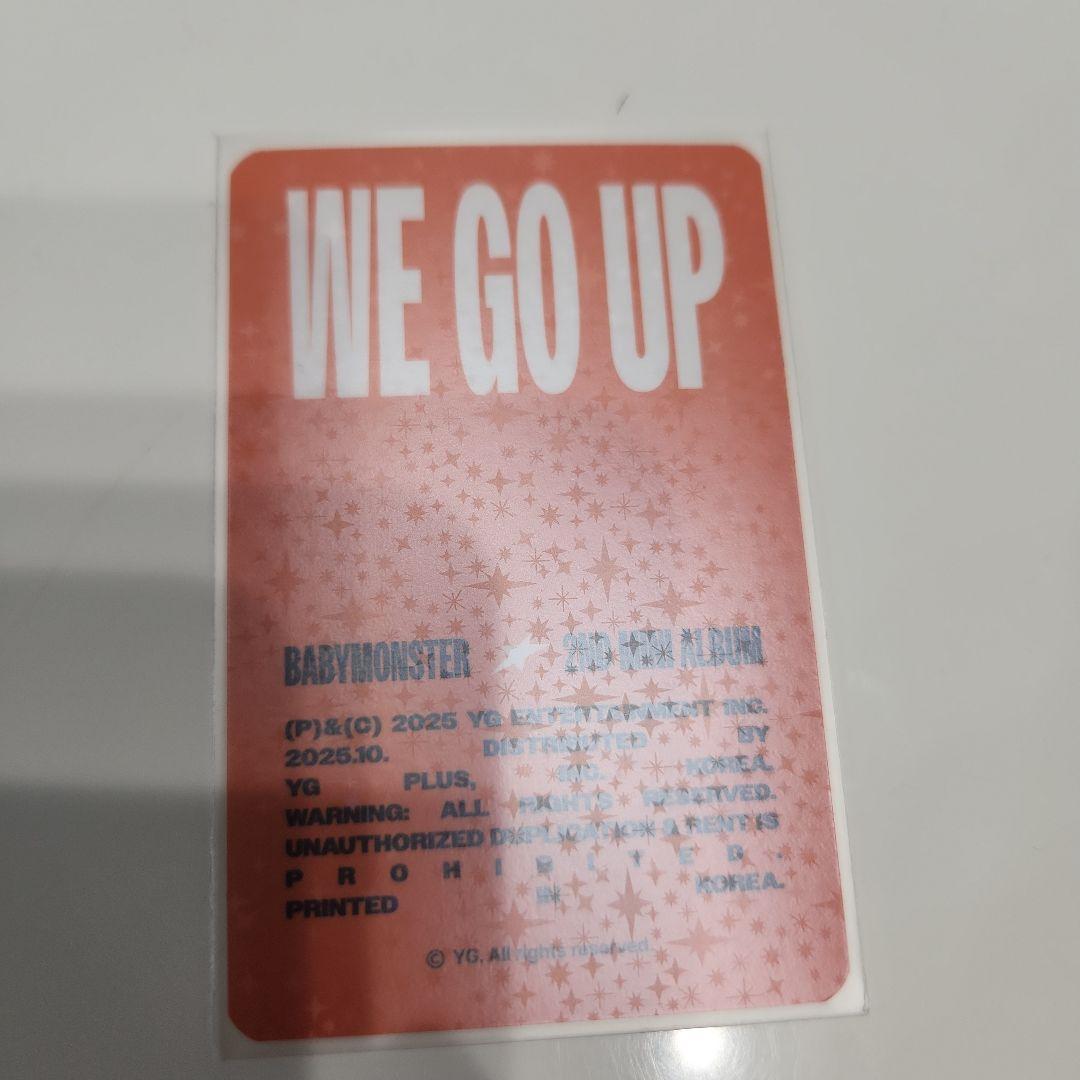 WE GO UP
BABYMONSTER 2ND MINI ALBUM
(P)&(C) 2025 YG ENTERTAINMENT INC.
2025.10. DISTRIBUTED BY
YG PLUS, INC. KOREA.
WARNING: ALL RIGHTS RESERVED.
UNAUTHORIZED DUPLICATION & RENT IS
PROHIBITED.
PRINTED IN KOREA.
© YG. All rights reserved.